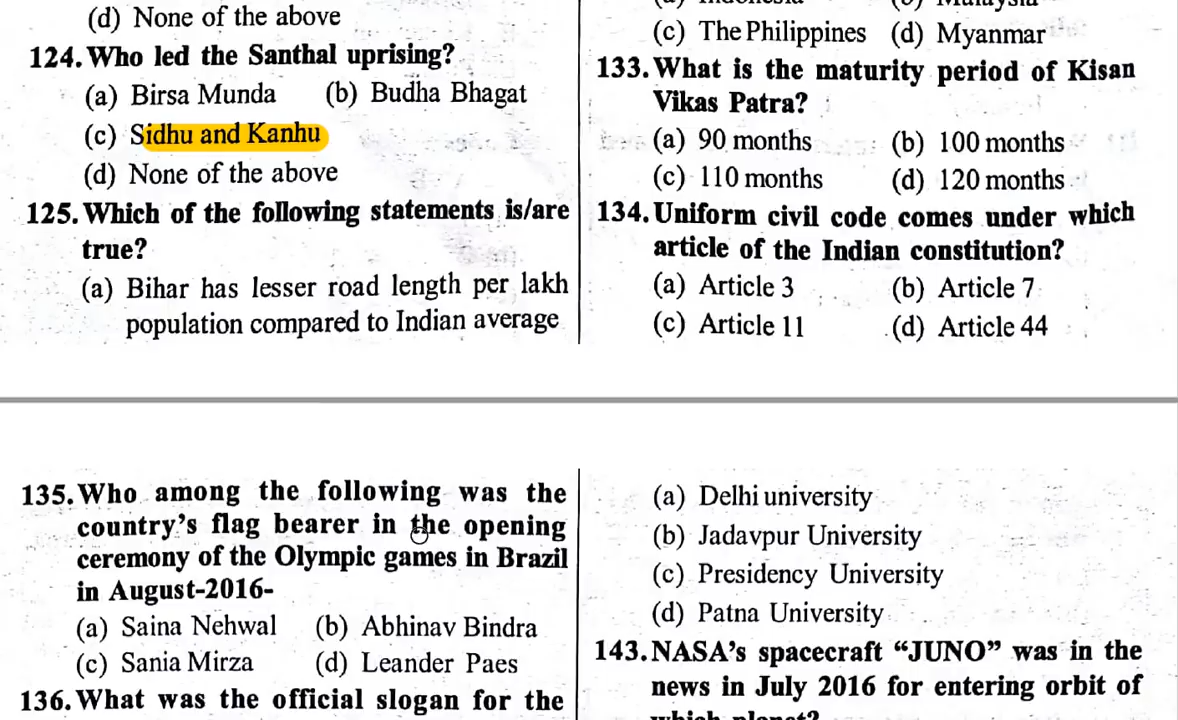 (d) None of the above
124. Who led the Santhal uprising?
(a) Birsa Munda (b) Budha Bhagat
(c) Sidhu and Kanhu
(d) None of the above
125. Which of the following statements is/are
true?
(a) Bihar has lesser road length per lakh
population compared to Indian average
(c) The Philippines (d) Myanmar
133. What is the maturity period of Kisan
Vikas Patra?
(a) 90 months (b) 100 months
(c) 110 months (d) 120 months
134. Uniform civil code comes under which
article of the Indian constitution?
(a) Article 3 (b) Article 7
(c) Article 11 (d) Article 44
135. Who among the following was the
country's flag bearer in the opening
ceremony of the Olympic games in Brazil
in August-2016-
(a) Saina Nehwal (b) Abhinav Bindra
(c) Sania Mirza (d) Leander Paes
136. What was the official slogan for the
(a) Delhi university
(b) Jadavpur University
(c) Presidency University
(d) Patna University
143. NASA's spacecraft "JUNO" was in the
news in July 2016 for entering orbit of
which planet?